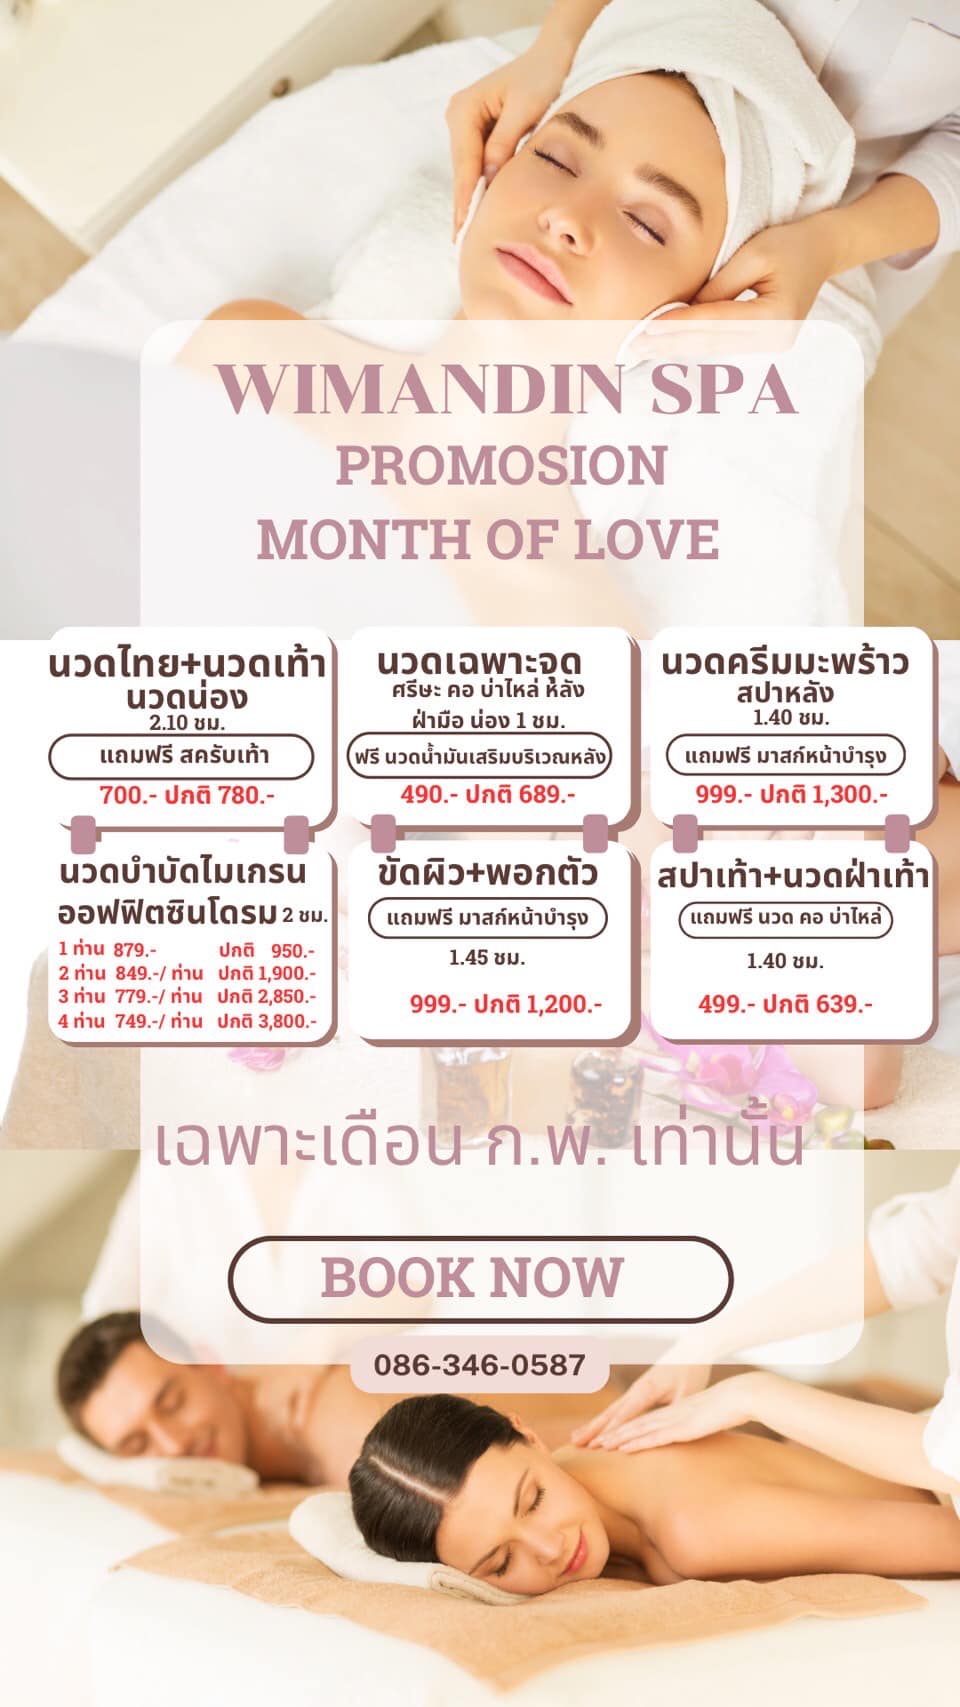 WIMANDIN SPA
PROMOSION
MONTH OF LOVE
นวดไทย+นวดเท้า
นวดน่อง
2.10 ชม.
แถมฟรี สครับเท้า
700.- ปกติ 780.-
นวดเฉพาะจุด
ศรีษะ คอ บ่าไหล่ หลัง
ฝ่ามือ น่อง 1 ชม.
ฟรี นวดน้ำมันเสริมบริเวณหลัง
490.- ปกติ 689.-
นวดครีมมะพร้าว
สปาหลัง
1.40 ชม.
แถมฟรี มาสก์หน้าบำรุง
999.- ปกติ 1,300.-
นวดบำบัดไมเกรน
ออฟฟิตซินโดรม 2 ชม.
1 ท่าน 879.- ปกติ 950.-
2 ท่าน 849.-/ ท่าน ปกติ 1,900.-
3 ท่าน 779.-/ ท่าน ปกติ 2,850.-
4 ท่าน 749.-/ ท่าน ปกติ 3,800.-
ขัดผิว+พอกตัว
แถมฟรี มาสก์หน้าบำรุง
1.45 ชม.
999.- ปกติ 1,200.-
สปาเท้า+นวดฝ่าเท้า
แถมฟรี นวด คอ บ่าไหล่
1.40 ชม.
499.- ปกติ 639.-
เฉพาะเดือน ก.พ. เท่านั้น
BOOK NOW
086-346-0587